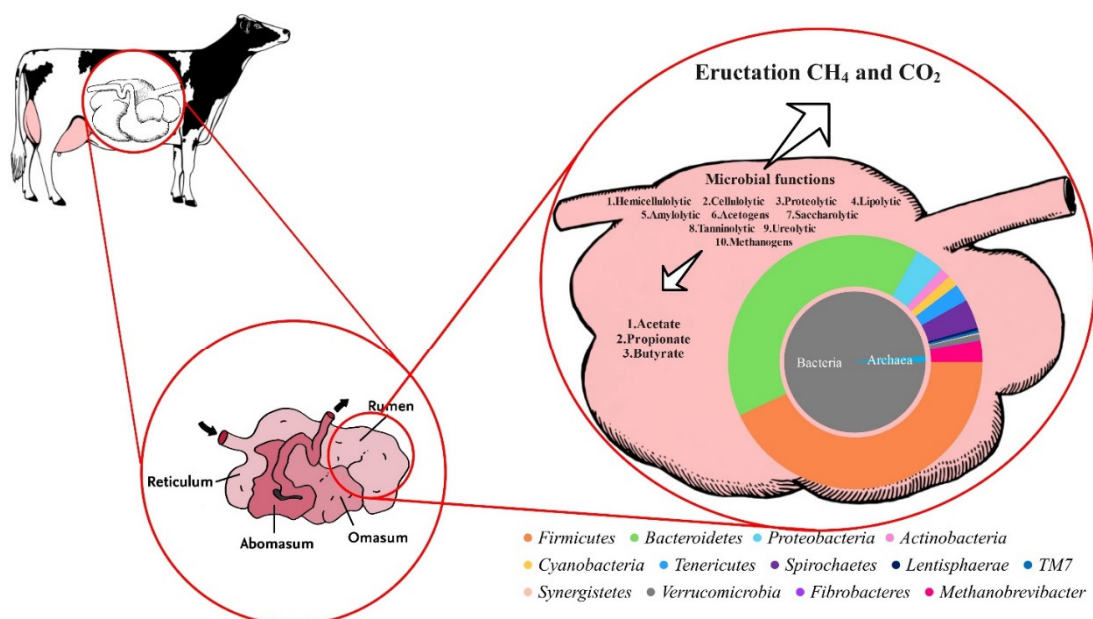 Eructation CH₄ and CO₂
Microbial functions
1.Hemicellulolytic 2.Cellulolytic 3.Proteolytic 4.Lipolytic
5.Amylolytic 6.Acetogens 7.Saccharolytic
8.Tanninolytic 9.Ureolytic
10.Methanogens
1.Acetate
2.Propionate
3.Butyrate
Bacteria
Archaea
Rumen
Reticulum
Abomasum
Omasum
Firmicutes Bacteroidetes Proteobacteria Actinobacteria
Cyanobacteria Tenericutes Spirochaetes Lentisphaerae TM7
Synergistetes Verrucomicrobia Fibrobacteres Methanobrevibacter